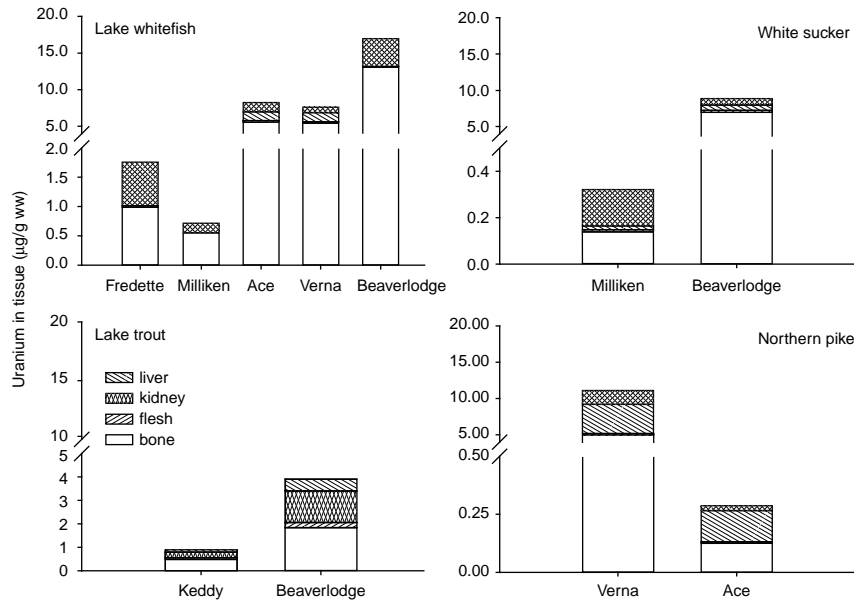 Uranium in tissue (µg/g ww)
Lake whitefish
20.0
15.0
10.0
5.0
2.0
1.5
1.0
0.5
0.0
Fredette Milliken Ace Verna Beaverlodge
White sucker
20.0
15.0
10.0
5.0
0.4
0.2
0.0
Milliken Beaverlodge
Lake trout
20
15
10
5
4
3
2
1
0
liver
kidney
flesh
bone
Keddy Beaverlodge
Northern pike
20.00
15.00
10.00
5.00
0.50
0.25
0.00
Verna Ace